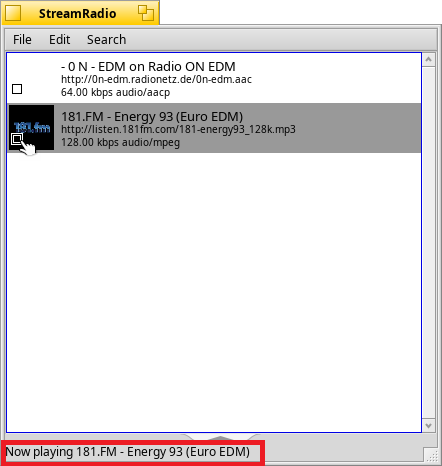 StreamRadio
File Edit Search
- 0 N - EDM on Radio ON EDM
http://0n-edm.radionetz.de/0n-edm.aac
64.00 kbps audio/aacp
181.fm
181.FM - Energy 93 (Euro EDM)
http://listen.181fm.com/181-energy93_128k.mp3
128.00 kbps audio/mpeg
Now playing 181.FM - Energy 93 (Euro EDM)